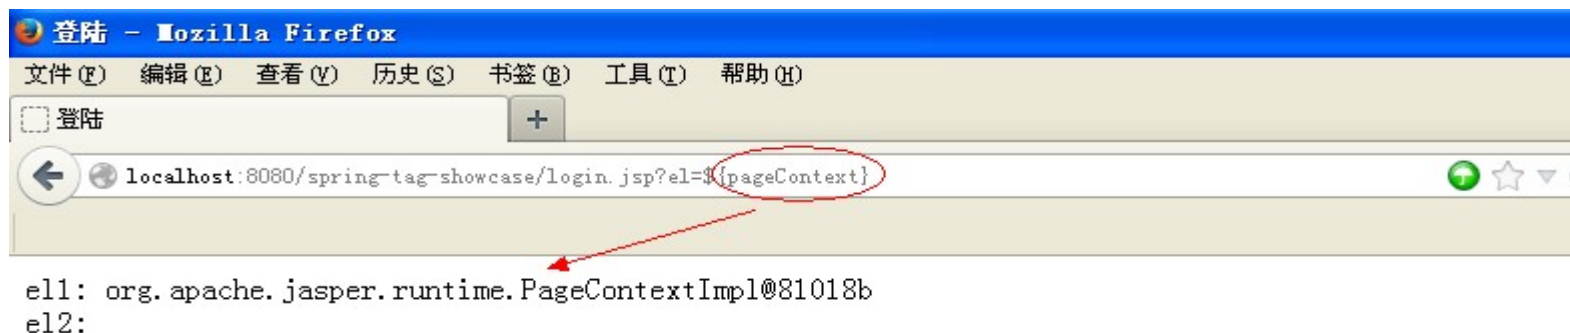 登陆 - Mozilla Firefox
文件(F) 编辑(E) 查看(V) 历史(S) 书签(B) 工具(T) 帮助(H)
登陆 +
localhost:8080/spring-tag-showcase/login.jsp?el=${pageContext}
el1: org.apache.jasper.runtime.PageContextImpl@81018b
el2: